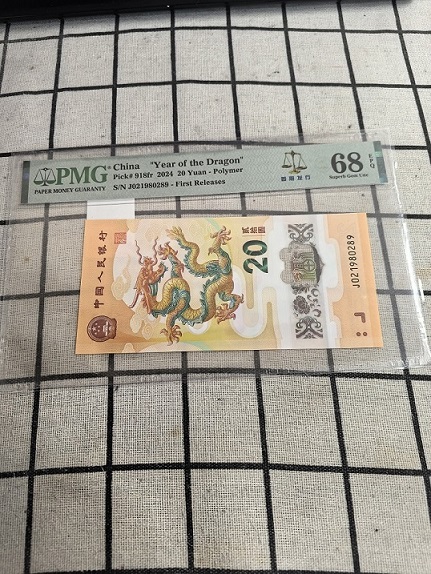 PMG
PAPER MONEY GUARANTY
China "Year of the Dragon"
Pick# 918fr 2024 20 Yuan - Polymer
S/N J021980289 - First Releases
首期发行
68 EPQ
Superb Gem Unc
中国人民银行
贰拾圆
20
J021980289